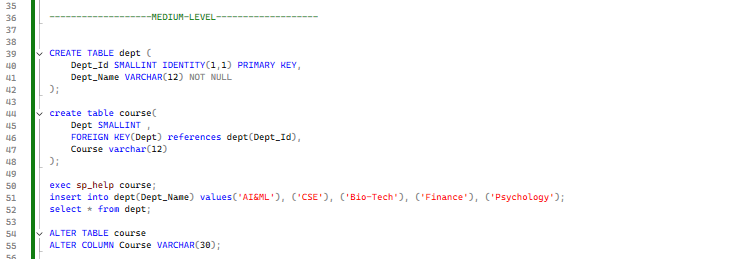 35
36 -------------------MEDIUM-LEVEL-------------------
37
38
39 CREATE TABLE dept (
40 Dept_Id SMALLINT IDENTITY(1,1) PRIMARY KEY,
41 Dept_Name VARCHAR(12) NOT NULL
42 );
43
44 create table course(
45 Dept SMALLINT ,
46 FOREIGN KEY(Dept) references dept(Dept_Id),
47 Course varchar(12)
48 );
49
50 exec sp_help course;
51 insert into dept(Dept_Name) values('AI&ML'), ('CSE'), ('Bio-Tech'), ('Finance'), ('Psychology');
52 select * from dept;
53
54 ALTER TABLE course
55 ALTER COLUMN Course VARCHAR(30);
56